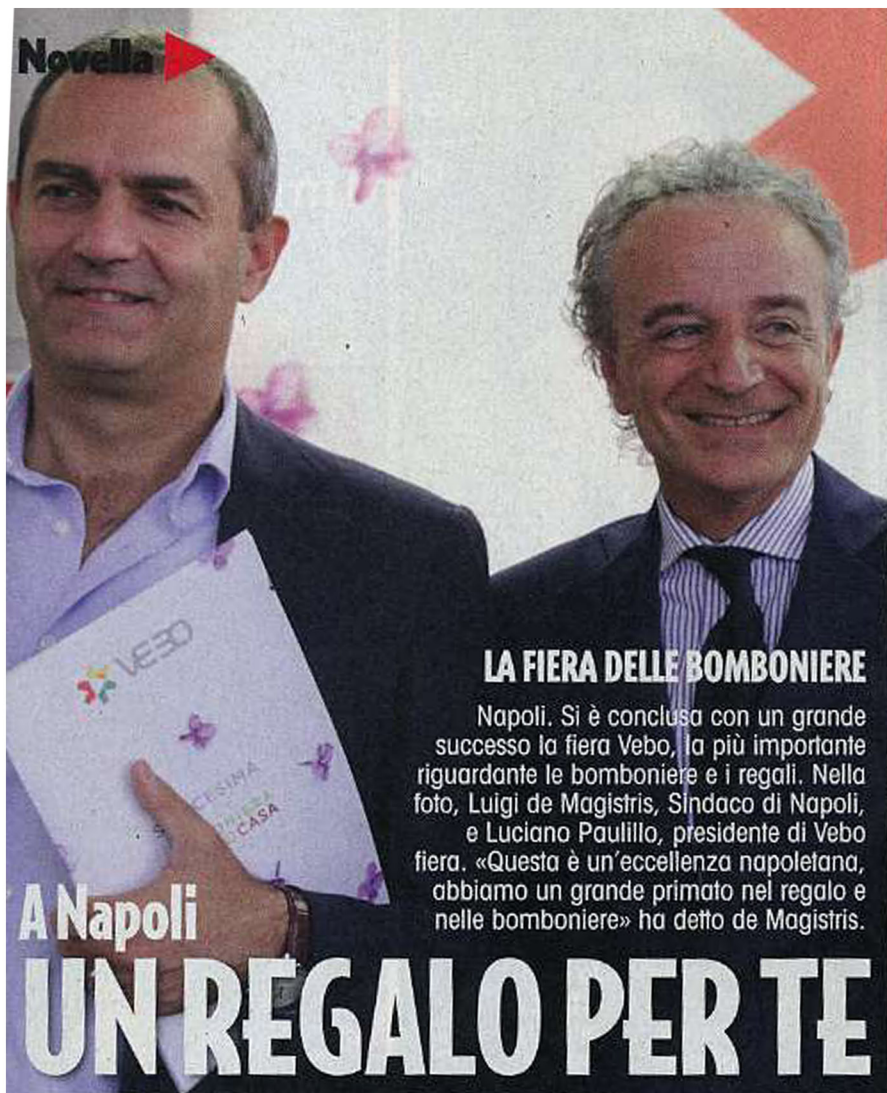 Novella
VEBO
CASA
LA FIERA DELLE BOMBONIERE
Napoli. Si è conclusa con un grande
successo la fiera Vebo, la più importante
riguardante le bomboniere e i regali. Nella
foto, Luigi de Magistris, Sindaco di Napoli,
e Luciano Paulillo, presidente di Vebo
fiera. «Questa è un'eccellenza napoletana,
abbiamo un grande primato nel regalo e
nelle bomboniere» ha detto de Magistris.
A Napoli
UN REGALO PER TE